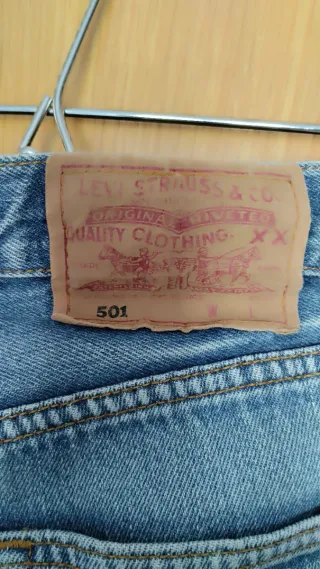 LEVI STRAUSS & CO.
ORIGINAL RIVETED
QUALITY CLOTHING. XX
501 W L